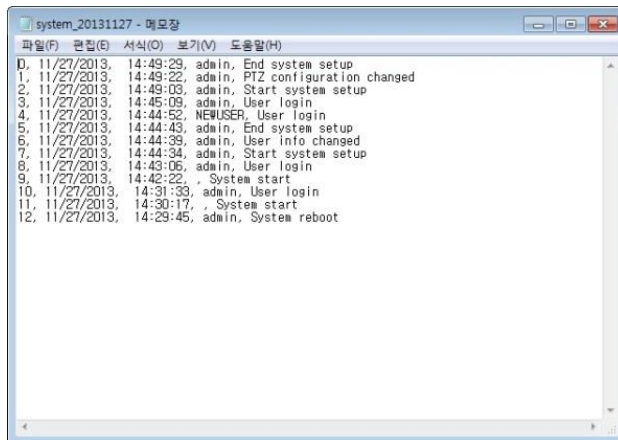 system_20131127 - 메모장
파일(F) 편집(E) 서식(O) 보기(V) 도움말(H)
0, 11/27/2013, 14:49:29, admin, End system setup
1, 11/27/2013, 14:49:22, admin, PTZ configuration changed
2, 11/27/2013, 14:49:03, admin, Start system setup
3, 11/27/2013, 14:45:09, admin, User login
4, 11/27/2013, 14:44:52, NEWUSER, User login
5, 11/27/2013, 14:44:43, admin, End system setup
6, 11/27/2013, 14:44:39, admin, User info changed
7, 11/27/2013, 14:44:34, admin, Start system setup
8, 11/27/2013, 14:43:06, admin, User login
9, 11/27/2013, 14:42:22, , System start
10, 11/27/2013, 14:31:33, admin, User login
11, 11/27/2013, 14:30:17, , System start
12, 11/27/2013, 14:29:45, admin, System reboot